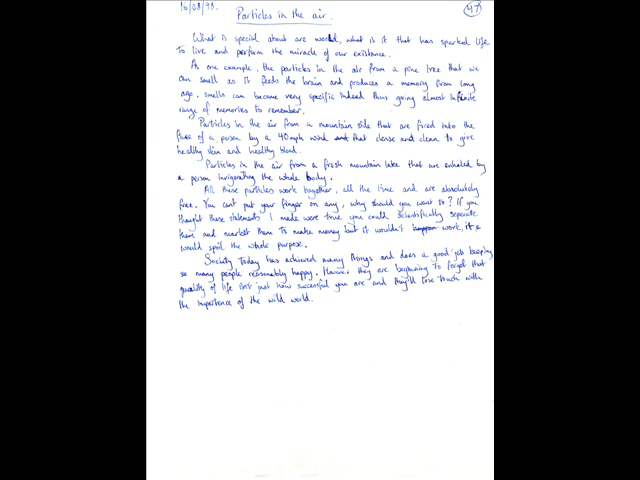 16/08/98.
Particles in the air.
47
What is special about are world, what is it that has sparked life
to live and perform the miracle of our existance.
As one example, the particles in the air from a pine tree that we
can smell as it feeds the brain and produces a memory from long
ago. smells can become very specific indeed thus going almost infinite
range of memories to remember.
Particles in the air from a mountain side that are fired into the
face of a person by a 40mph wind that clense and clean to give
healthy skin and healthy blood.
Particles in the air from a fresh mountain lake that are enhaled by
a person invigerating the whole body.
All these particles work together, all the time and are absolutely
free. You can't put your finger on any, why should you want to? If you
thought these statements I made were true you could scientifically seperate
them and market them to make money but it wouldn't work, it
would spoil the whole purpose.
Society today has achieved many things and does a good job keeping
so many people reasonably happy. However they are beginning to forget that
quality of life isn't just how successful you are and they'll lose touch with
the importence of the wild world.